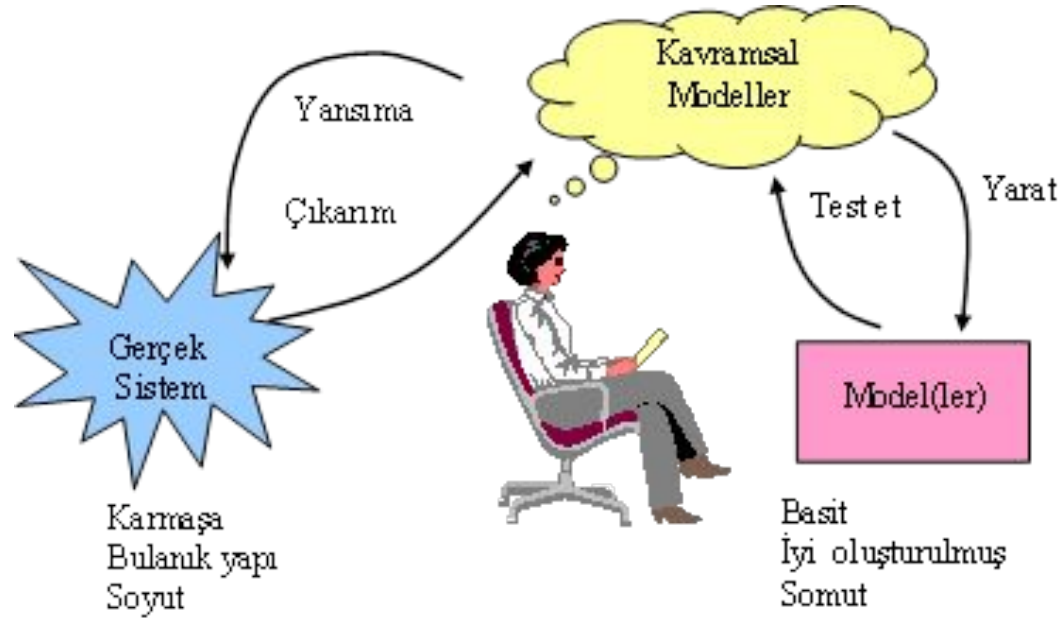 Kavramsal
Modeller
Yansıma
Çıkarım
Test et
Yarat
Gerçek
Sistem
Model(ler)
Karmaşa
Bulanık yapı
Soyut
Basit
İyi oluşturulmuş
Somut